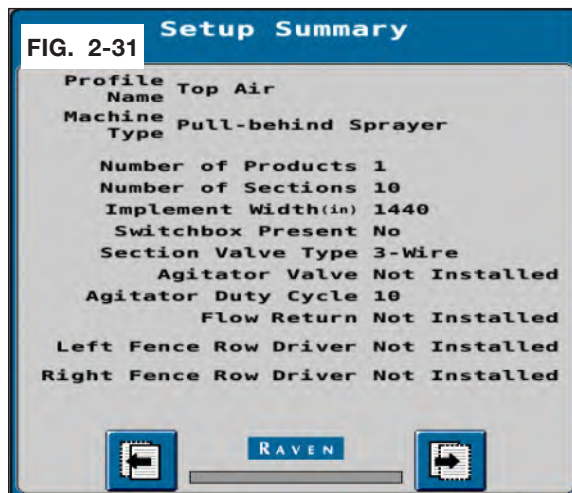 Setup Summary
FIG. 2-31
Profile Name Top Air
Machine Type Pull-behind Sprayer
Number of Products 1
Number of Sections 10
Implement Width(in) 1440
Switchbox Present No
Section Valve Type 3-Wire
Agitator Valve Not Installed
Agitator Duty Cycle 10
Flow Return Not Installed
Left Fence Row Driver Not Installed
Right Fence Row Driver Not Installed
RAVEN